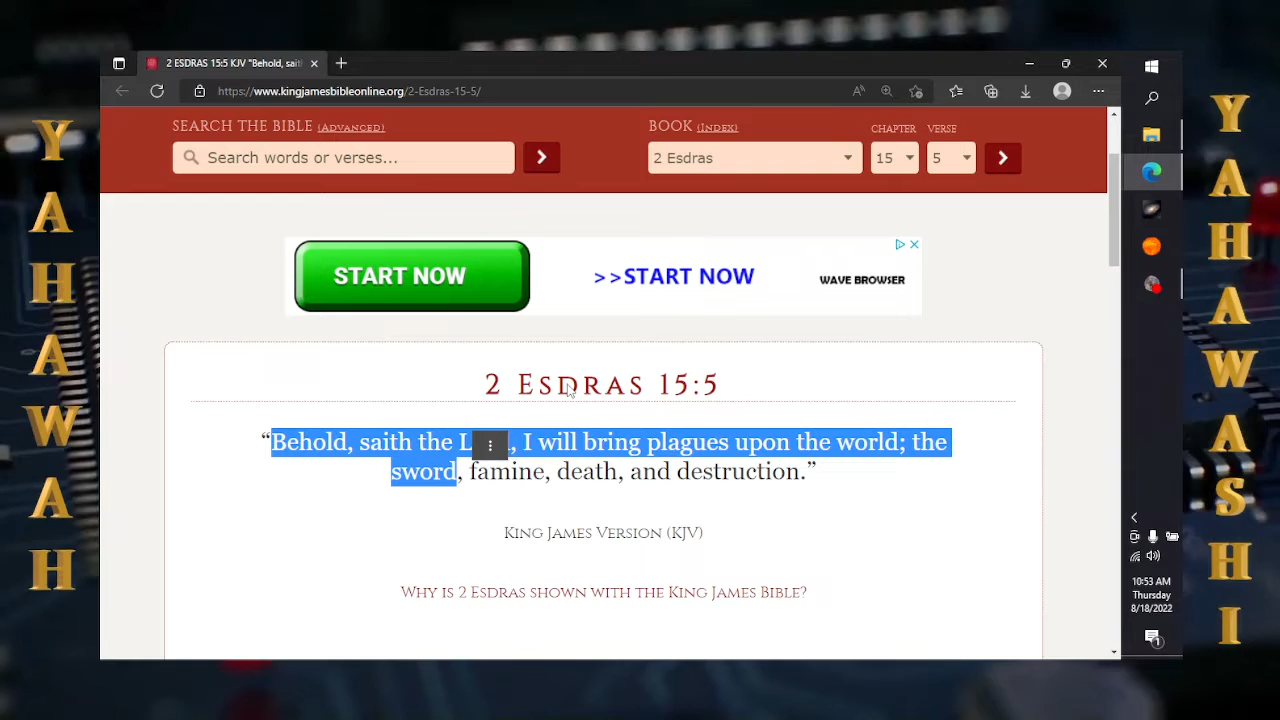 YAHAWAH
2 ESDRAS 15:5 KJV "Behold, sait
https://www.kingjamesbibleonline.org/2-Esdras-15-5/
SEARCH THE BIBLE (ADVANCED)
BOOK (INDEX)
CHAPTER
VERSE
Search words or verses...
2 Esdras
15
5
START NOW
>>START NOW
WAVE BROWSER
2 ESDRAS 15:5
“Behold, saith the L , I will bring plagues upon the world; the
sword, famine, death, and destruction.”
KING JAMES VERSION (KJV)
WHY IS 2 ESDRAS SHOWN WITH THE KING JAMES BIBLE?
10:53 AM
Thursday
8/18/2022
1
YAHAWASHI